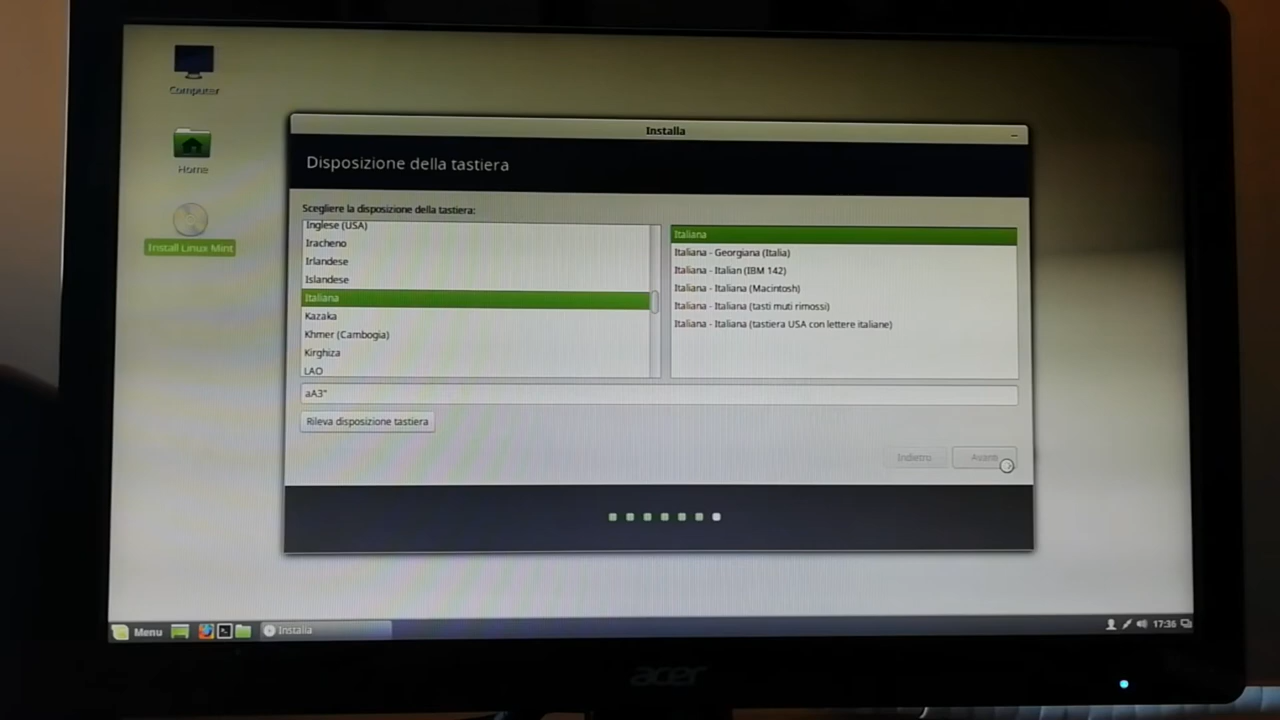 Computer
Home
Install Linux Mint
Installa
Disposizione della tastiera
Scegliere la disposizione della tastiera:
Inglese (USA)
Iracheno
Irlandese
Islandese
Italiana
Kazaka
Khmer (Cambogia)
Kirghiza
LAO
Italiana
Italiana - Georgiana (Italia)
Italiana - Italian (IBM 142)
Italiana - Italiana (Macintosh)
Italiana - Italiana (tasti muti rimossi)
Italiana - Italiana (tastiera USA con lettere italiane)
aA3"
Rileva disposizione tastiera
Indietro
Avanti
Menu
Installa
17:36
acer